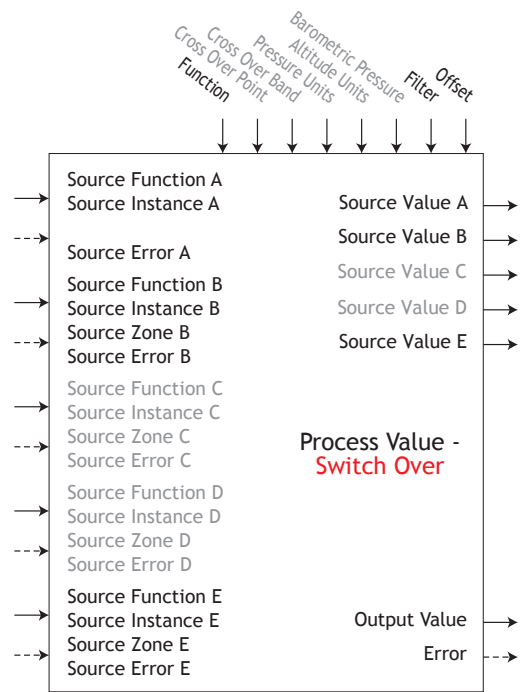 Function
Cross Over Point
Cross Over Band
Pressure Units
Altitude Units
Barometric Pressure
Filter
Offset
Source Function A
Source Instance A
Source Error A
Source Function B
Source Instance B
Source Zone B
Source Error B
Source Function C
Source Instance C
Source Zone C
Source Error C
Source Function D
Source Instance D
Source Zone D
Source Error D
Source Function E
Source Instance E
Source Zone E
Source Error E
Source Value A
Source Value B
Source Value C
Source Value D
Source Value E
Process Value -
Switch Over
Output Value
Error